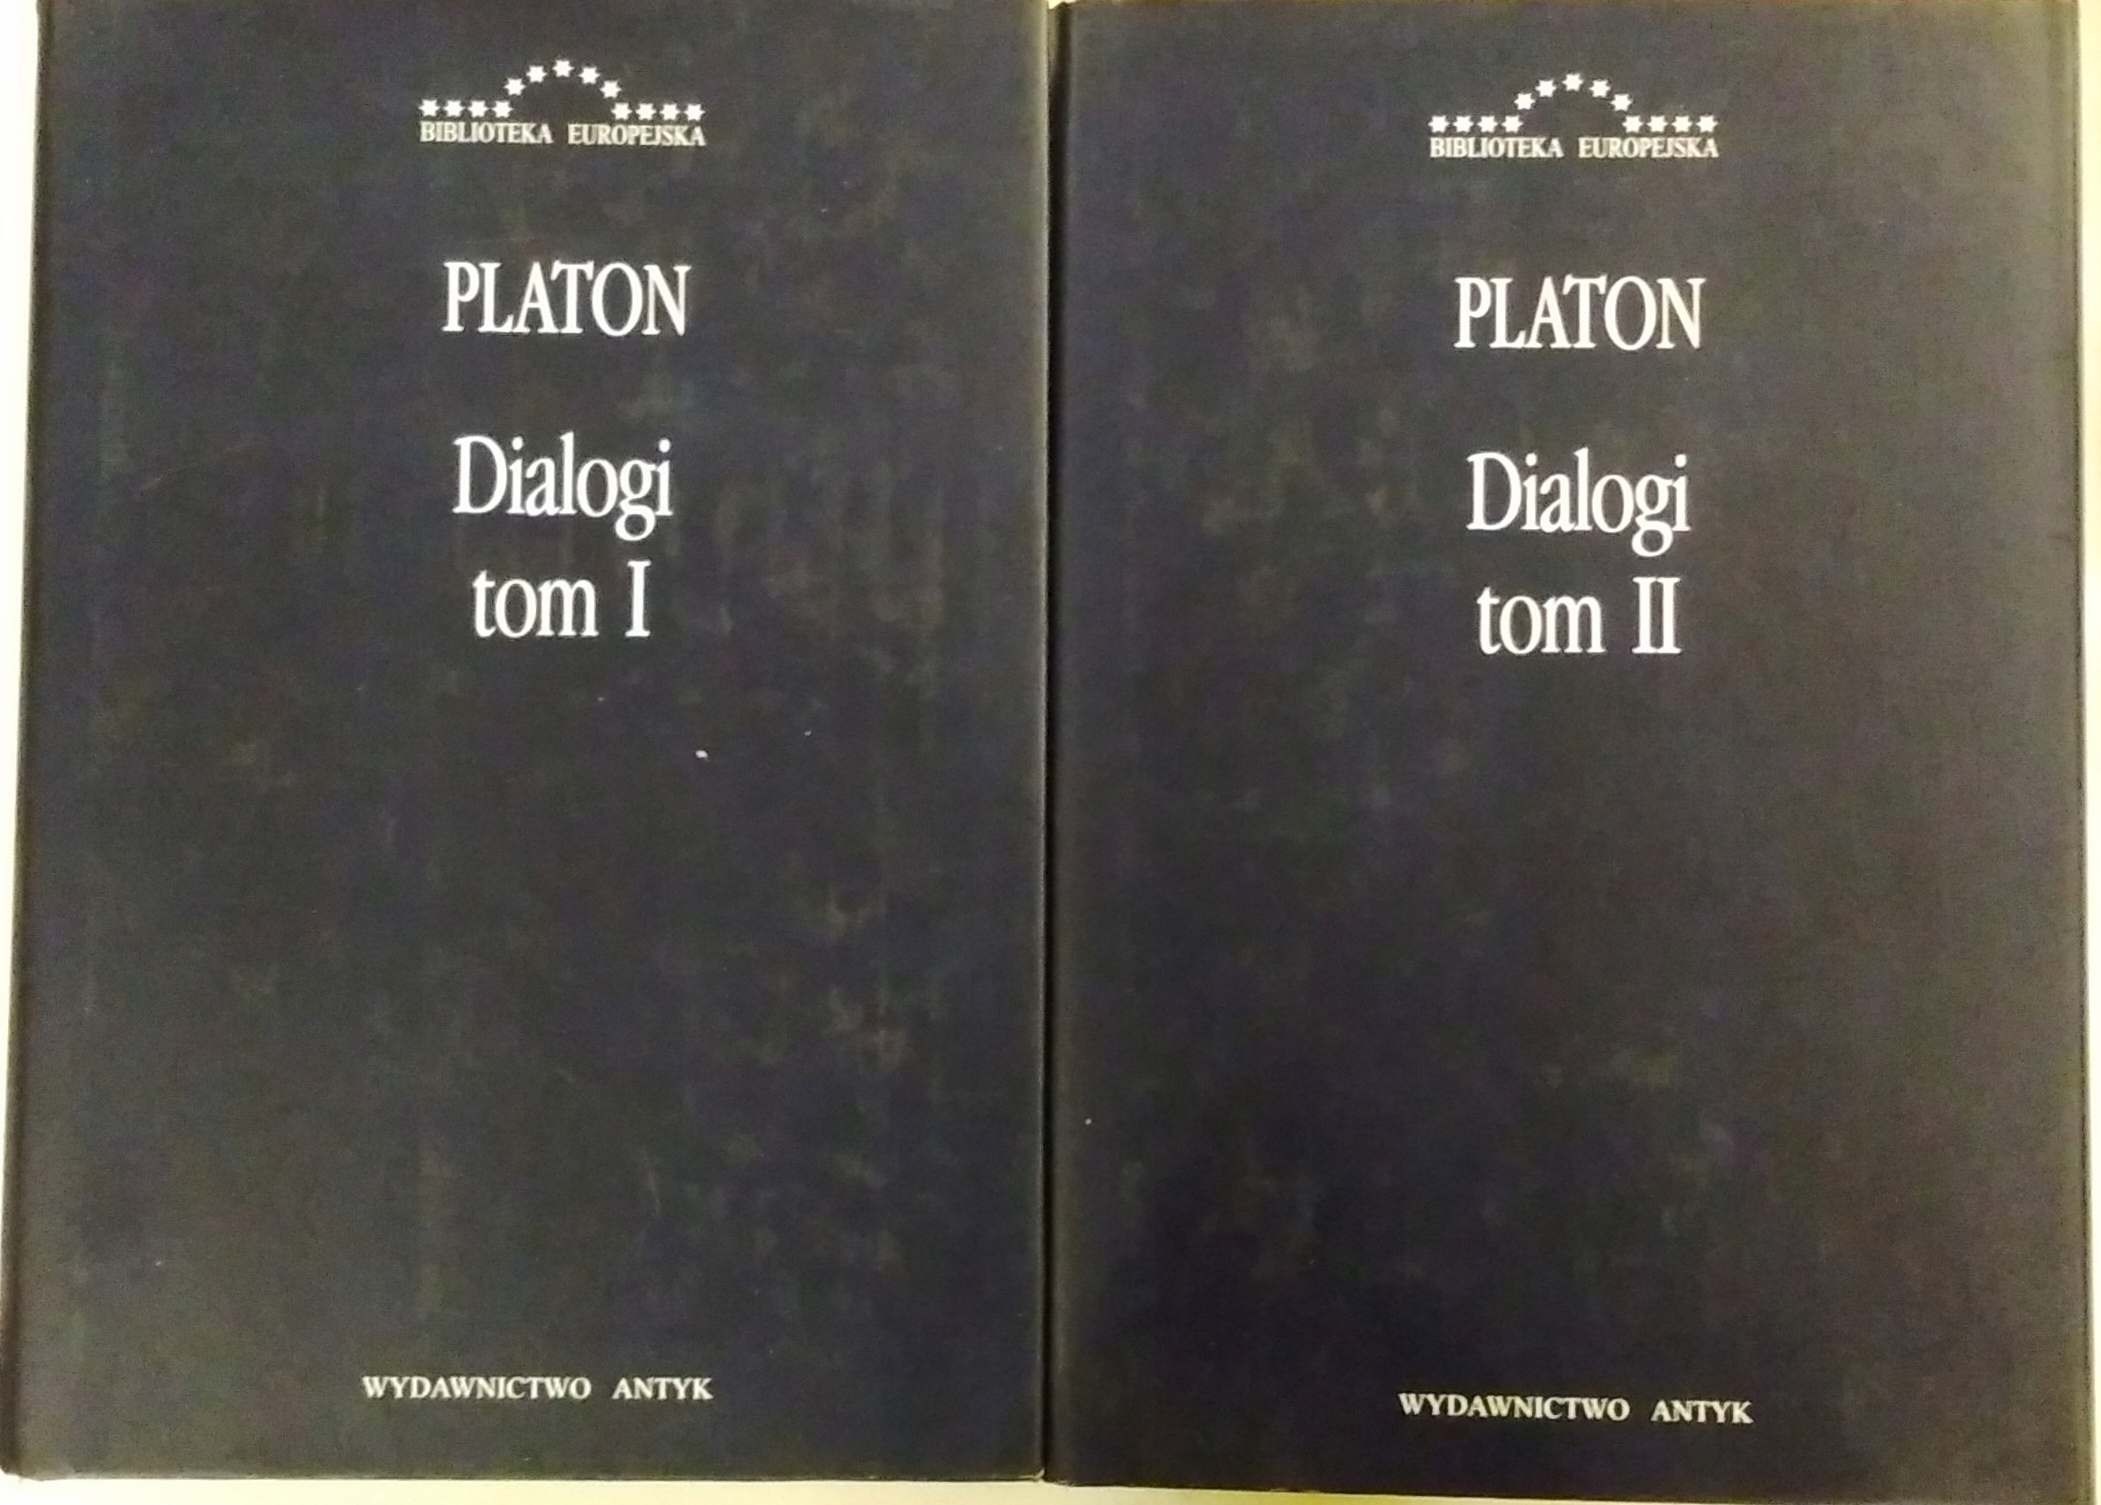 BIBLIOTEKA EUROPEJSKA
PLATON
Dialogi
tom I
WYDAWNICTWO ANTYK
BIBLIOTEKA EUROPEJSKA
PLATON
Dialogi
tom II
WYDAWNICTWO ANTYK